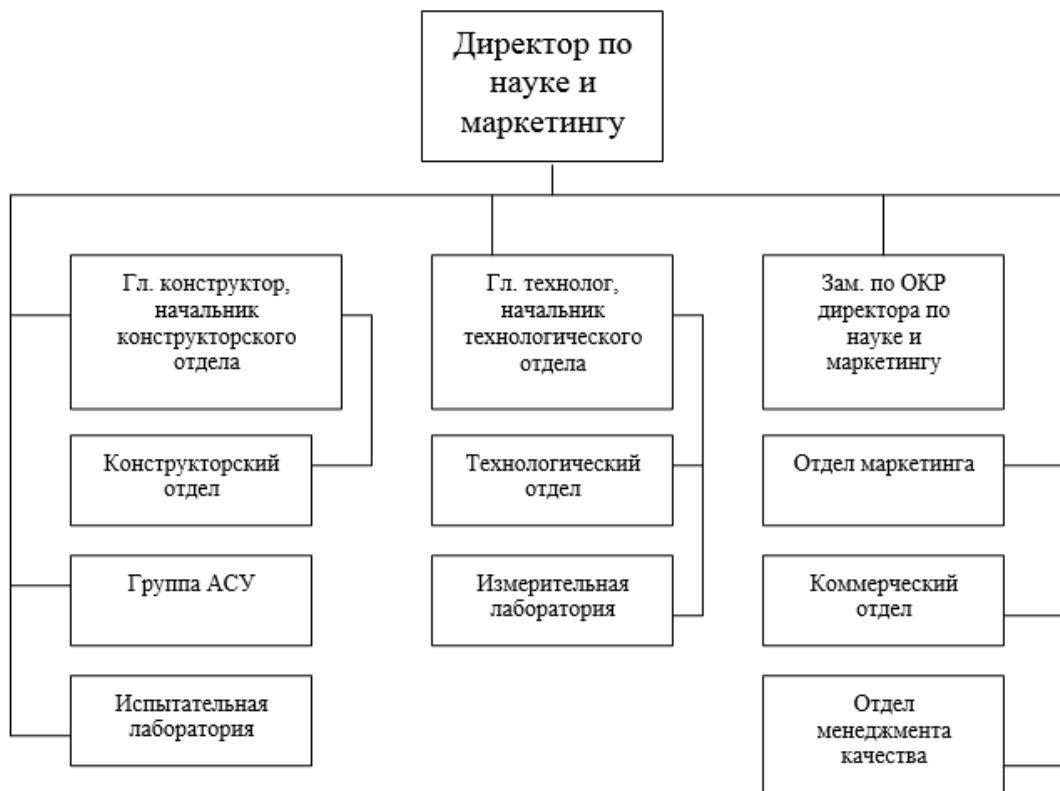 Директор по
науке и
маркетингу
Гл. конструктор,
начальник
конструкторского
отдела
Гл. технолог,
начальник
технологического
отдела
Зам. по ОКР
директора по
науке и
маркетингу
Конструкторский
отдел
Технологический
отдел
Отдел маркетинга
Группа АСУ
Измерительная
лаборатория
Коммерческий
отдел
Испытательная
лаборатория
Отдел
менеджмента
качества